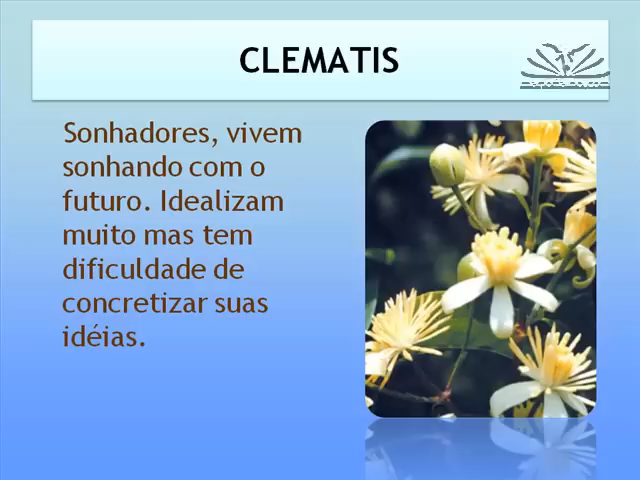 CLEMATIS
Sonhadores, vivem
sonhando com o
futuro. Idealizam
muito mas tem
dificuldade de
concretizar suas
idéias.